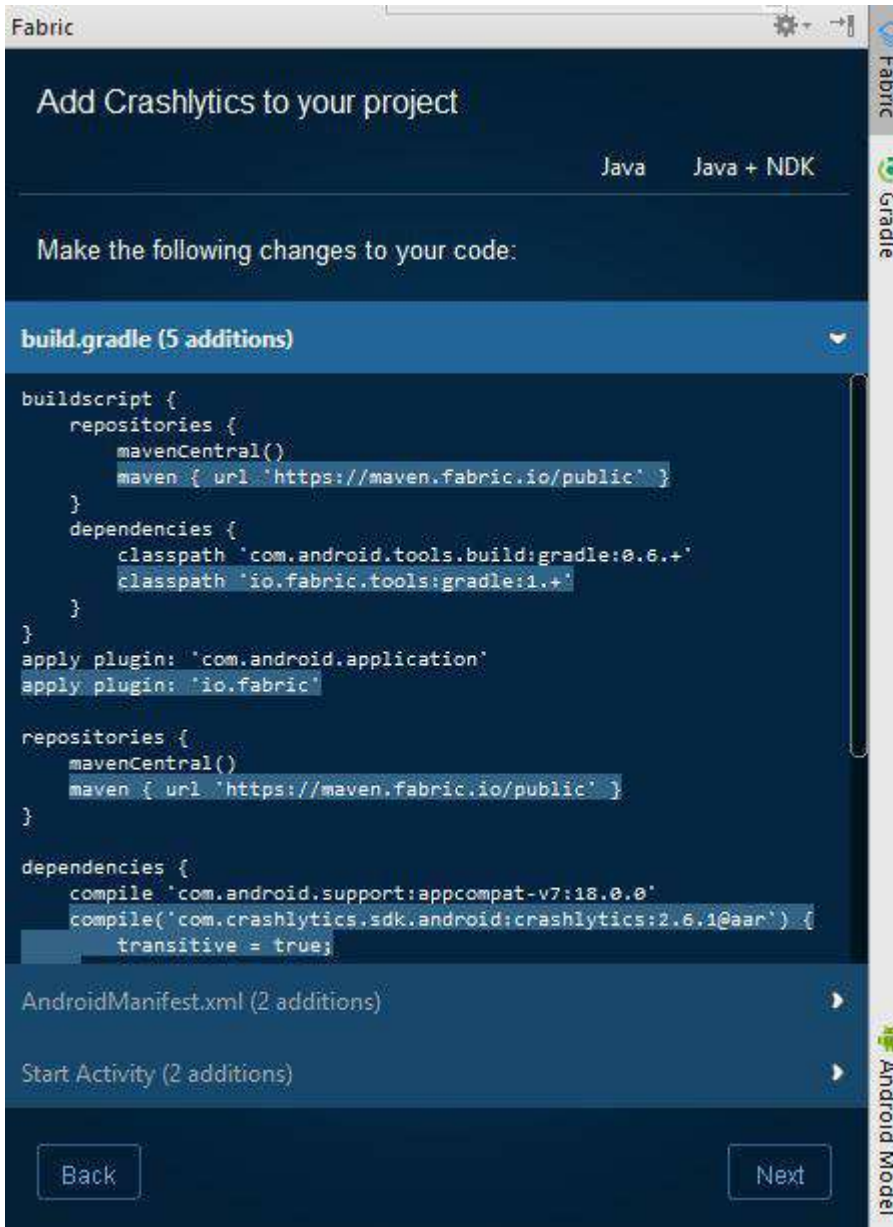 Fabric
Add Crashlytics to your project
Java Java + NDK
Make the following changes to your code:
build.gradle (5 additions)
buildscript {
    repositories {
        mavenCentral()
        maven { url 'https://maven.fabric.io/public' }
    }
    dependencies {
        classpath 'com.android.tools.build:gradle:0.6.+'
        classpath 'io.fabric.tools:gradle:1.+'
    }
}
apply plugin: 'com.android.application'
apply plugin: 'io.fabric'
repositories {
    mavenCentral()
    maven { url 'https://maven.fabric.io/public' }
}
dependencies {
    compile 'com.android.support:appcompat-v7:18.0.0'
    compile('com.crashlytics.sdk.android:crashlytics:2.6.1@aar') {
        transitive = true;
AndroidManifest.xml (2 additions)
Start Activity (2 additions)
Back Next
Fabric
Gradle
Android Model